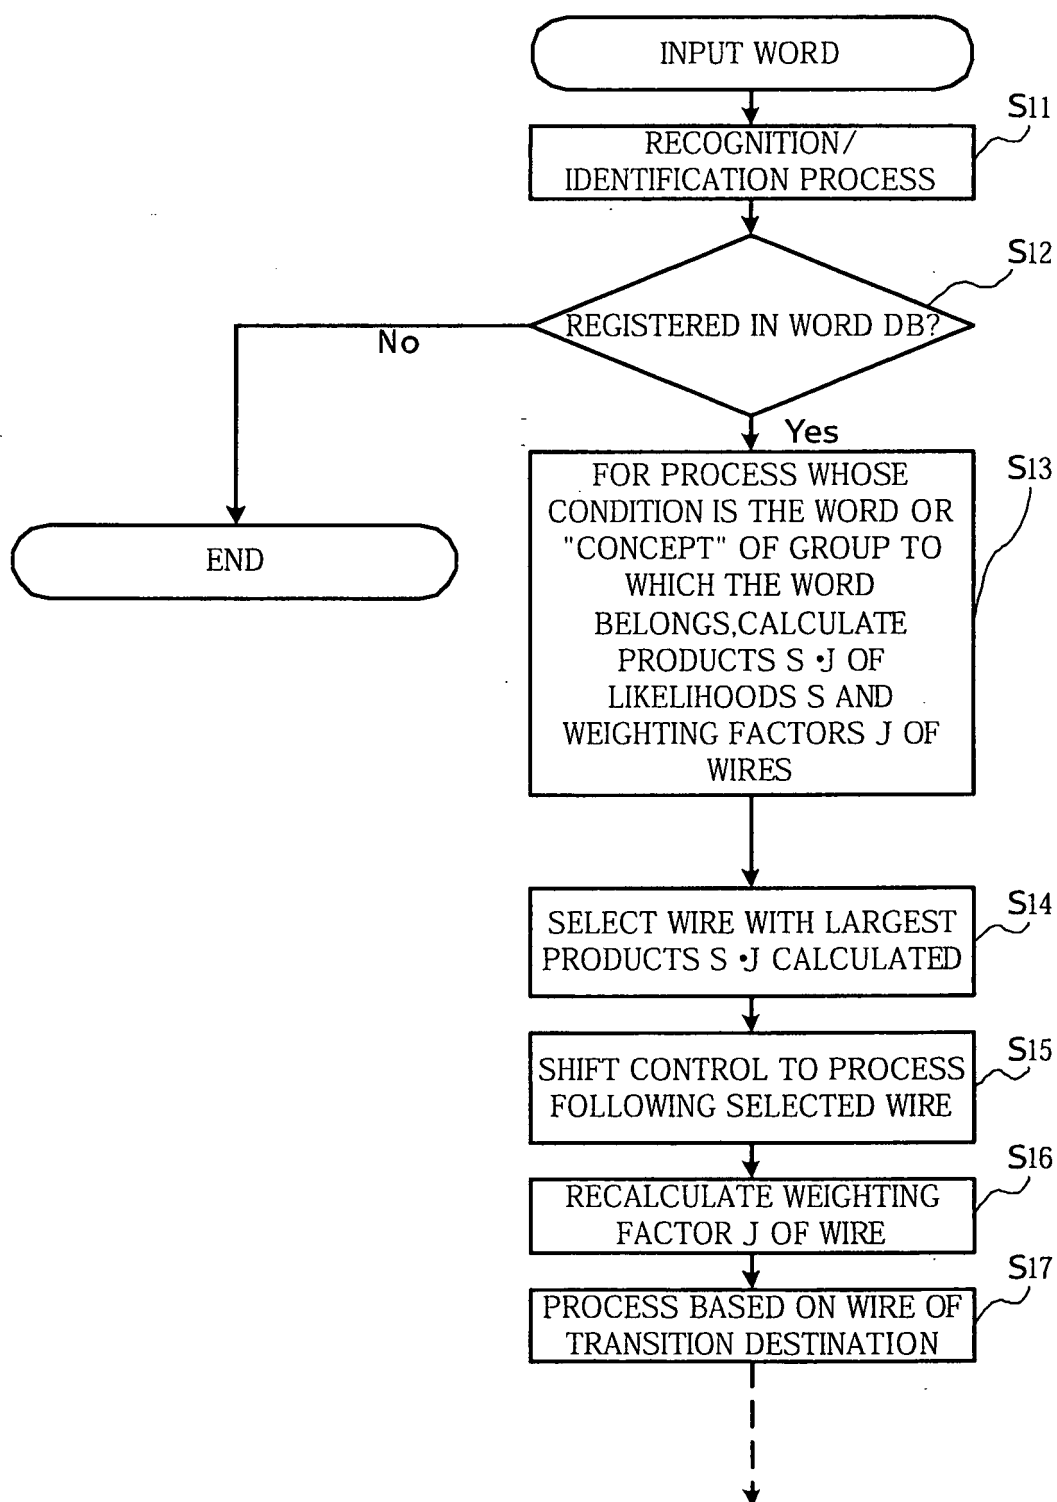 INPUT WORD
S11
RECOGNITION/
IDENTIFICATION PROCESS
S12
REGISTERED IN WORD DB?
No
Yes
S13
FOR PROCESS WHOSE
CONDITION IS THE WORD OR
"CONCEPT" OF GROUP TO
WHICH THE WORD
BELONGS,CALCULATE
PRODUCTS S •J OF
LIKELIHOODS S AND
WEIGHTING FACTORS J OF
WIRES
END
S14
SELECT WIRE WITH LARGEST
PRODUCTS S •J CALCULATED
S15
SHIFT CONTROL TO PROCESS
FOLLOWING SELECTED WIRE
S16
RECALCULATE WEIGHTING
FACTOR J OF WIRE
S17
PROCESS BASED ON WIRE OF
TRANSITION DESTINATION